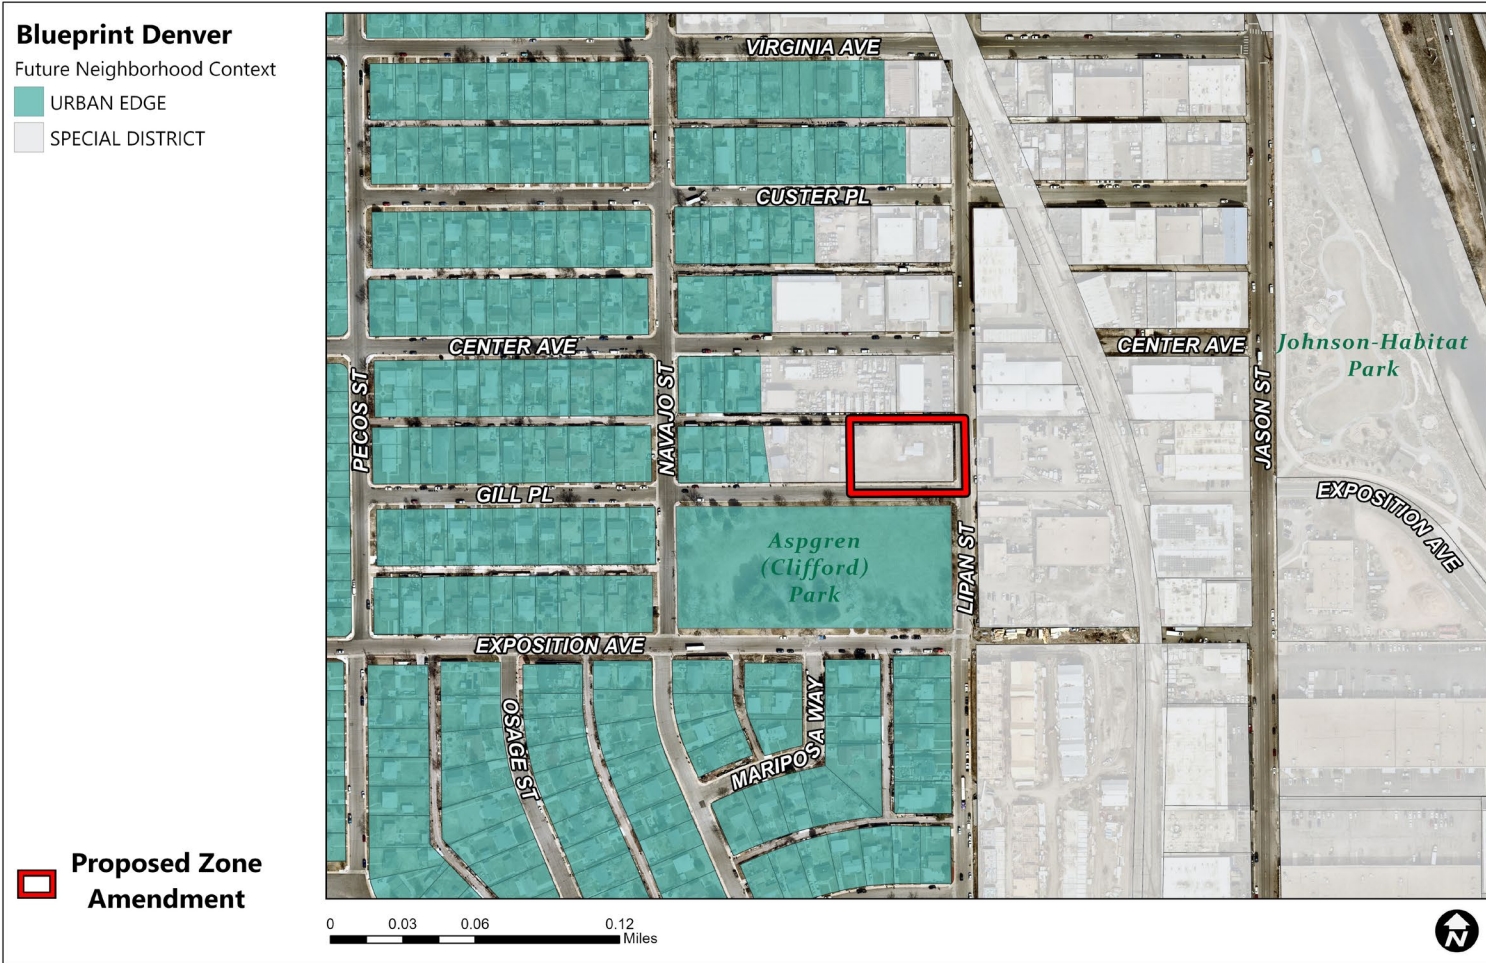 Blueprint Denver
Future Neighborhood Context
URBAN EDGE
SPECIAL DISTRICT
VIRGINIA AVE
CUSTER PL
CENTER AVE
CENTER AVE
Johnson-Habitat
Park
PECOS ST
NAVAJO ST
JASON ST
GILL PL
EXPOSITION AVE
Aspgren
(Clifford)
Park
LIPAN ST
EXPOSITION AVE
OSAGE ST
MARIPOSA WAY
Proposed Zone
Amendment
0 0.03 0.06 0.12
Miles
N